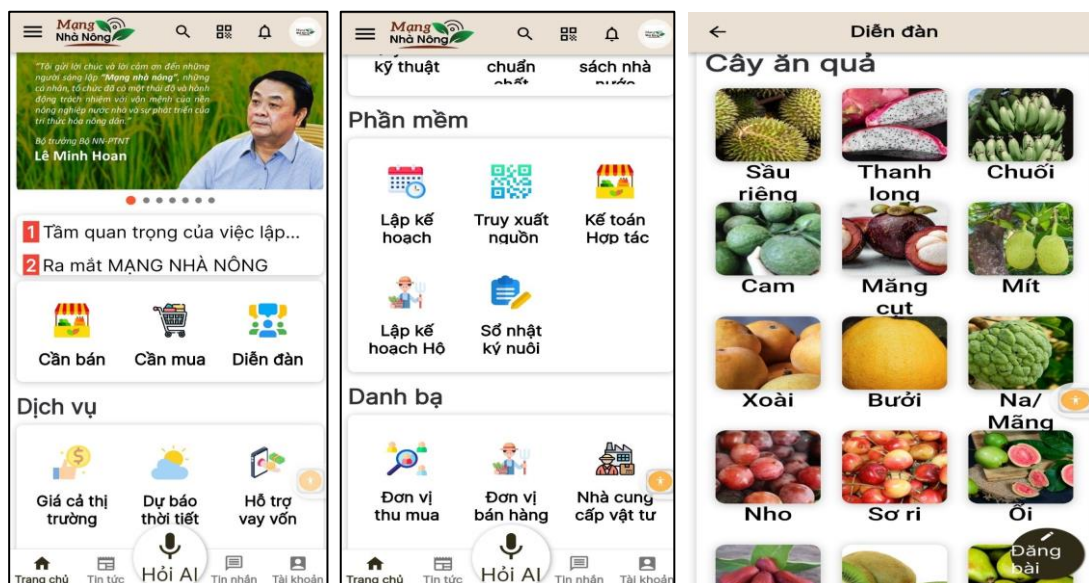 Mạng
Nhà Nông
"Tôi gửi lời chúc và lời cảm ơn đến những
người sáng lập "Mạng nhà nông", những
cá nhân, tổ chức đã có một thái độ và hành
động trách nhiệm với vận mệnh của nền
nông nghiệp nước nhà và sự phát triển của
tri thức hóa nông dân."
Bộ trưởng Bộ NN-PTNT
Lê Minh Hoan
1 Tầm quan trọng của việc lập...
2 Ra mắt MẠNG NHÀ NÔNG
Cần bán
Cần mua
Diễn đàn
Dịch vụ
Giá cả thị
trường
Dự báo
thời tiết
Hỗ trợ
vay vốn
Trang chủ
Tin tức
Hỏi AI
Tin nhắn
Tài khoản
Mạng
Nhà Nông
kỹ thuật
chuẩn
chất
sách nhà
nước
Phần mềm
Lập kế
hoạch
Truy xuất
nguồn
Kế toán
Hợp tác
Lập kế
hoạch Hộ
Sổ nhật
ký nuôi
Danh bạ
Đơn vị
thu mua
Đơn vị
bán hàng
Nhà cung
cấp vật tư
Trang chủ
Tin tức
Hỏi AI
Tin nhắn
Tài khoản
Diễn đàn
Cây ăn quả
Sầu
riêng
Thanh
long
Chuối
Cam
Măng
cụt
Mít
Xoài
Bưởi
Na/
Mãng
Nho
Sơ ri
Ổi
Đăng
bài